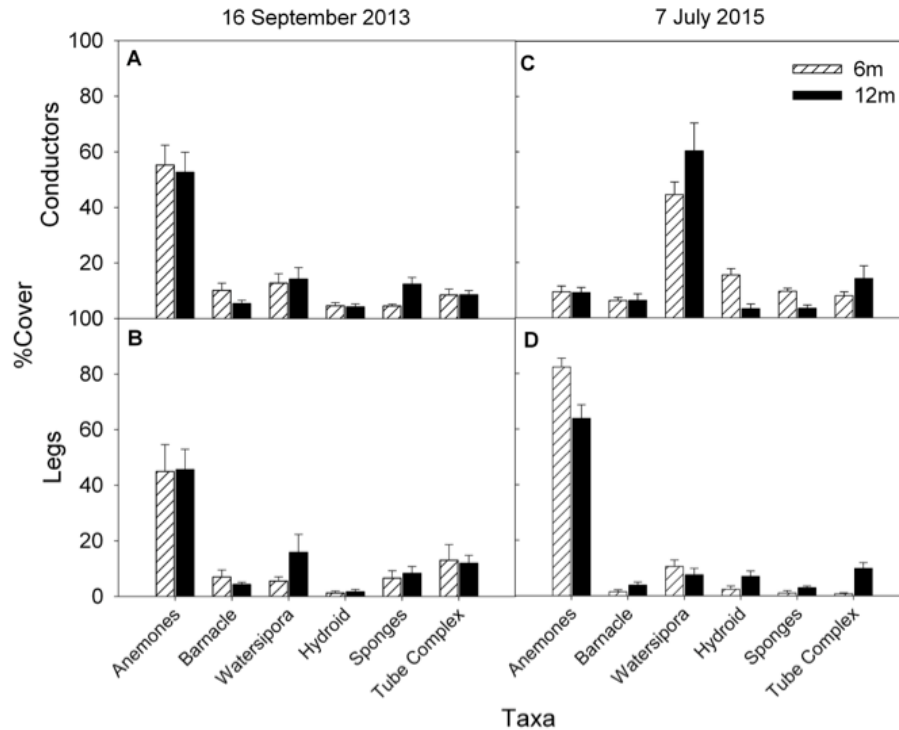 16 September 2013
7 July 2015
A
C
6m
12m
100
80
60
40
20
Conductors
%Cover
B
D
100
80
60
40
20
0
Legs
Anemones
Barnacle
Watersipora
Hydroid
Sponges
Tube Complex
Anemones
Barnacle
Watersipora
Hydroid
Sponges
Tube Complex
Taxa